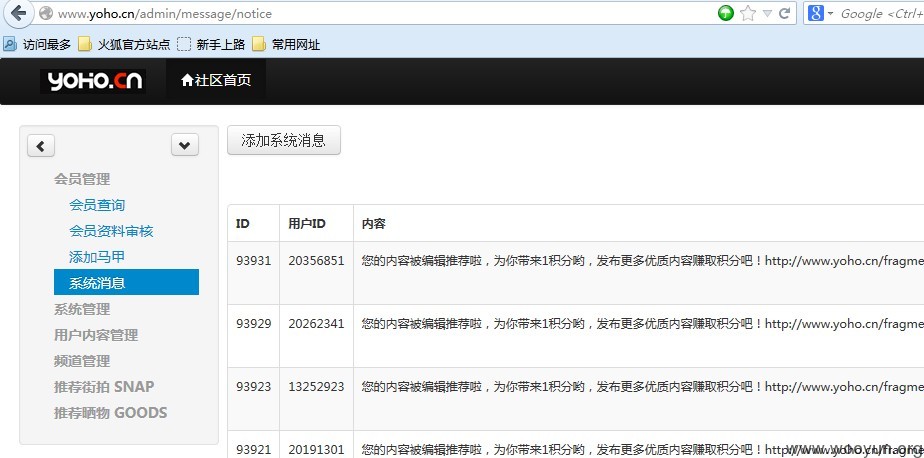 www.yoho.cn/admin/message/notice
Google <Ctrl+
访问最多 火狐官方站点 新手上路 常用网址
YOHO.CN 社区首页
添加系统消息
会员管理
会员查询
会员资料审核
添加马甲
系统消息
系统管理
用户内容管理
频道管理
推荐街拍 SNAP
推荐晒物 GOODS
ID 用户ID 内容
93931 20356851 您的内容被编辑推荐啦，为你带来1积分哟，发布更多优质内容赚取积分吧！http://www.yoho.cn/fragme
93929 20262341 您的内容被编辑推荐啦，为你带来1积分哟，发布更多优质内容赚取积分吧！http://www.yoho.cn/fragme
93923 13252923 您的内容被编辑推荐啦，为你带来1积分哟，发布更多优质内容赚取积分吧！http://www.yoho.cn/fragme
93921 20191301 您的内容被编辑推荐啦，为你带来1积分哟，发布更多优质内容赚取积分吧！http://www.yoho.cn/fragme
www.wooyun.org